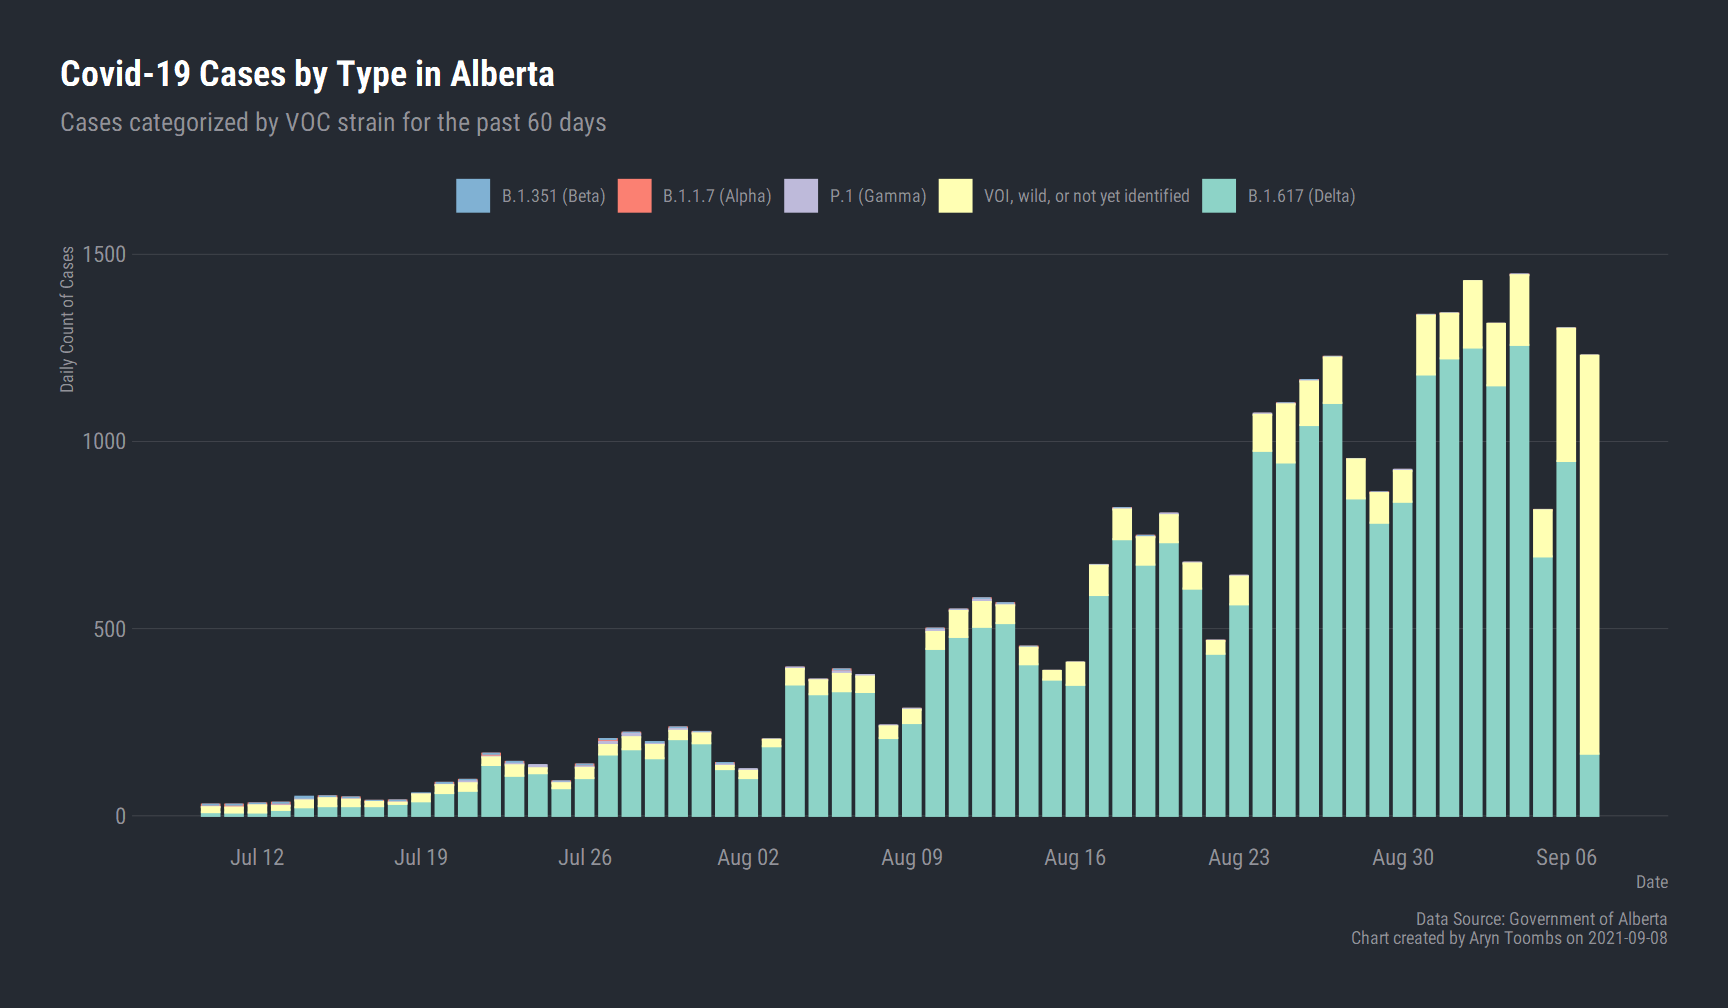 Covid-19 Cases by Type in Alberta
Cases categorized by VOC strain for the past 60 days
B.1.351 (Beta) B.1.1.7 (Alpha) P.1 (Gamma) VOI, wild, or not yet identified B.1.617 (Delta)
Daily Count of Cases
1500
1000
500
0
Jul 12 Jul 19 Jul 26 Aug 02 Aug 09 Aug 16 Aug 23 Aug 30 Sep 06
Date
Data Source: Government of Alberta
Chart created by Aryn Toombs on 2021-09-08